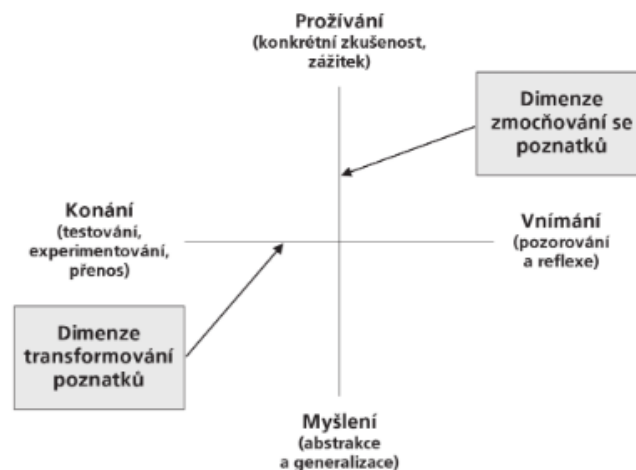 Prožívání
(konkrétní zkušenost,
zážitek)
Dimenze
zmocňování se
poznatků
Konání
(testování,
experimentování,
přenos)
Vnímání
(pozorování
a reflexe)
Dimenze
transformování
poznatků
Myšlení
(abstrakce
a generalizace)